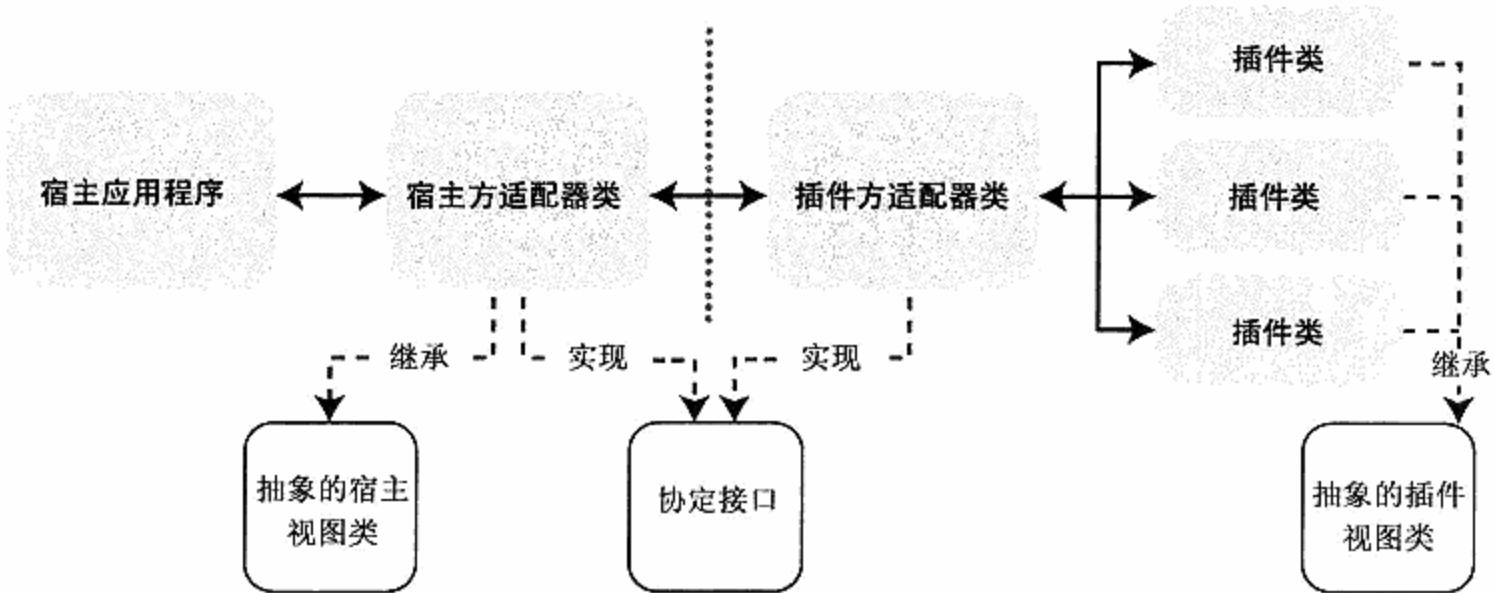 插件类
宿主应用程序
宿主方适配器类
插件方适配器类
插件类
插件类
继承
实现
实现
继承
抽象的宿主
视图类
协定接口
抽象的插件
视图类